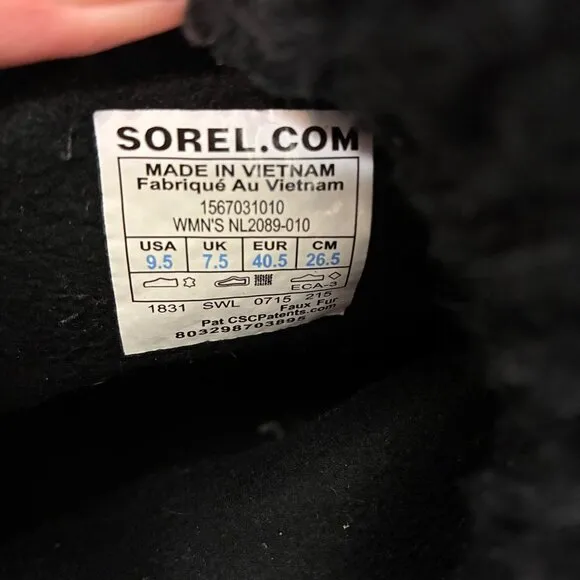 SOREL.COM
MADE IN VIETNAM
Fabriqué Au Vietnam
1567031010
WMN'S NL2089-010
USA UK EUR CM
9.5 7.5 40.5 26.5
ECA-3
1831 SWL 0715 215
Faux Fur
Pat CSCPatents.com
803298703895